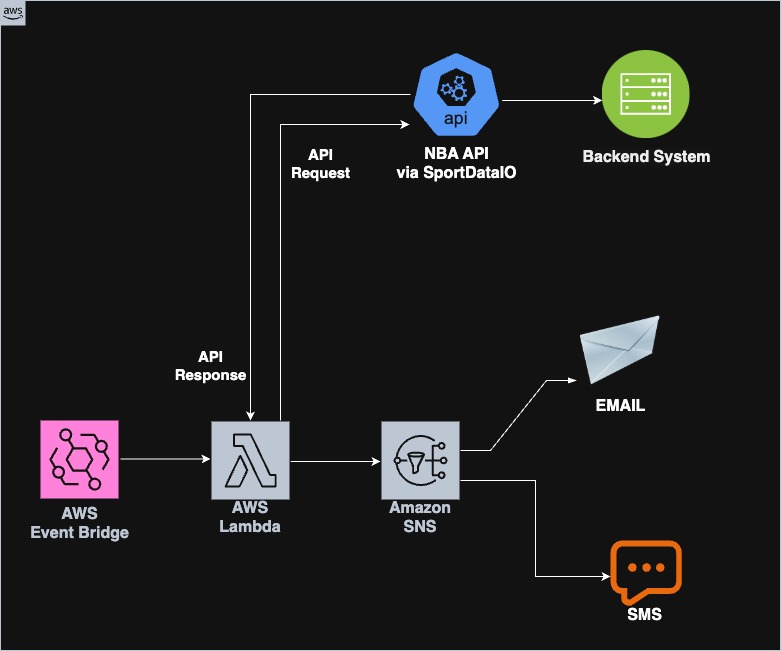 aws
api
NBA API
via SportDataIO
Backend System
API
Request
API
Response
EMAIL
AWS
Event Bridge
AWS
Lambda
Amazon
SNS
SMS